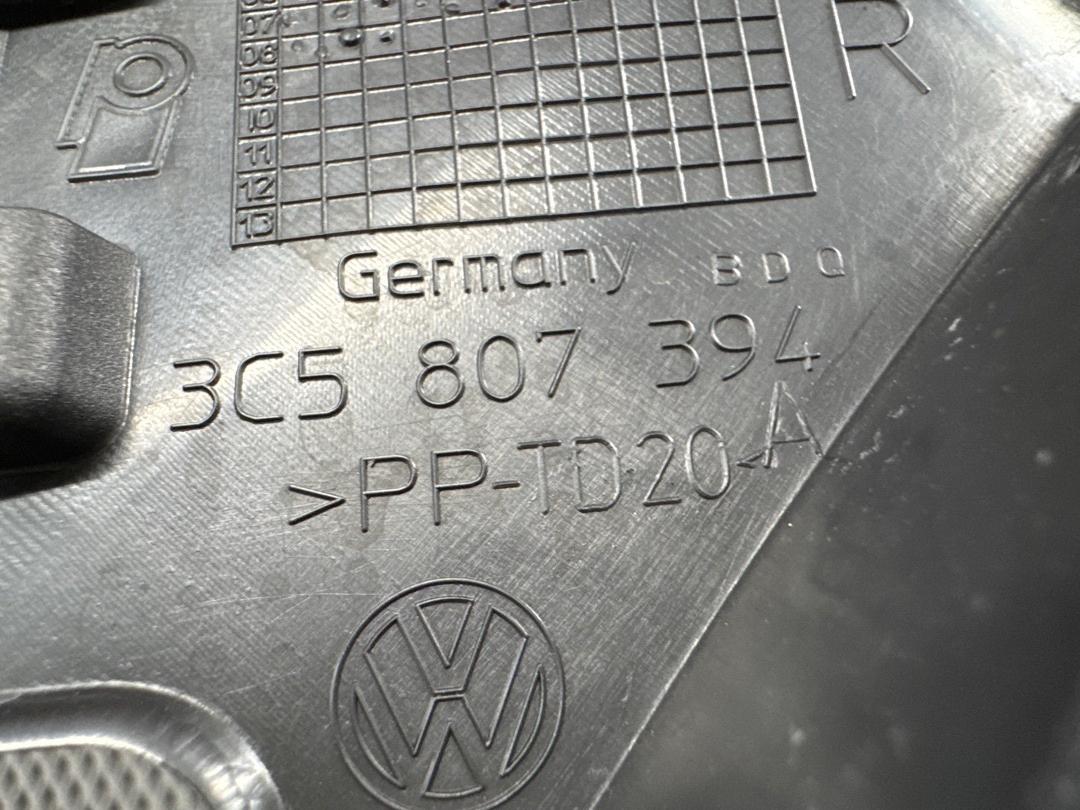 07
08
09
10
11
12
13
R
Germany BDQ
3C5 807 394
A
>PP-TD20